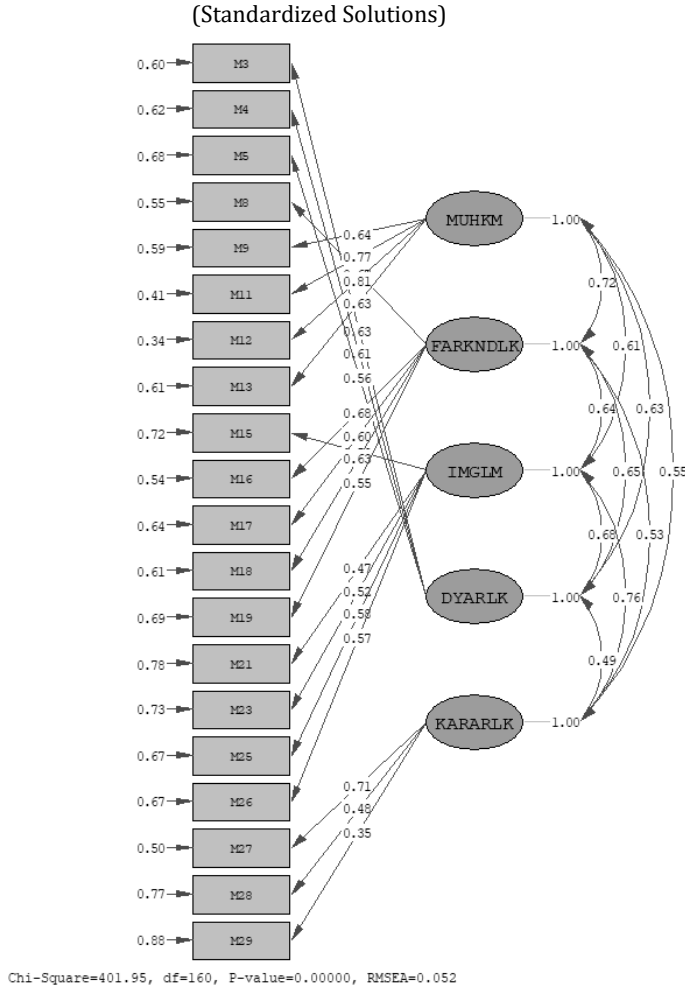 (Standardized Solutions)
0.60 M3
0.62 M4
0.68 M5
0.55 M8
MUHKM 1.00
0.59 M9
0.64
0.77
0.41 M11
0.81
0.72
0.63
0.34 M12
0.63
FARKNDLK 1.00
0.61
0.61
0.56
0.61 M13
0.68
0.64
0.63
0.72 M15
0.60
0.63
IMGLM 1.00
0.65
0.55
0.55
0.54 M16
0.64 M17
0.47
0.68
0.53
0.61 M18
0.52
DYARLK 1.00
0.76
0.58
0.69 M19
0.57
0.49
0.78 M21
0.73 M23
KARARLK 1.00
0.67 M25
0.71
0.67 M26
0.48
0.35
0.50 M27
0.77 M28
0.88 M29
Chi-Square=401.95, df=160, P-value=0.00000, RMSEA=0.052